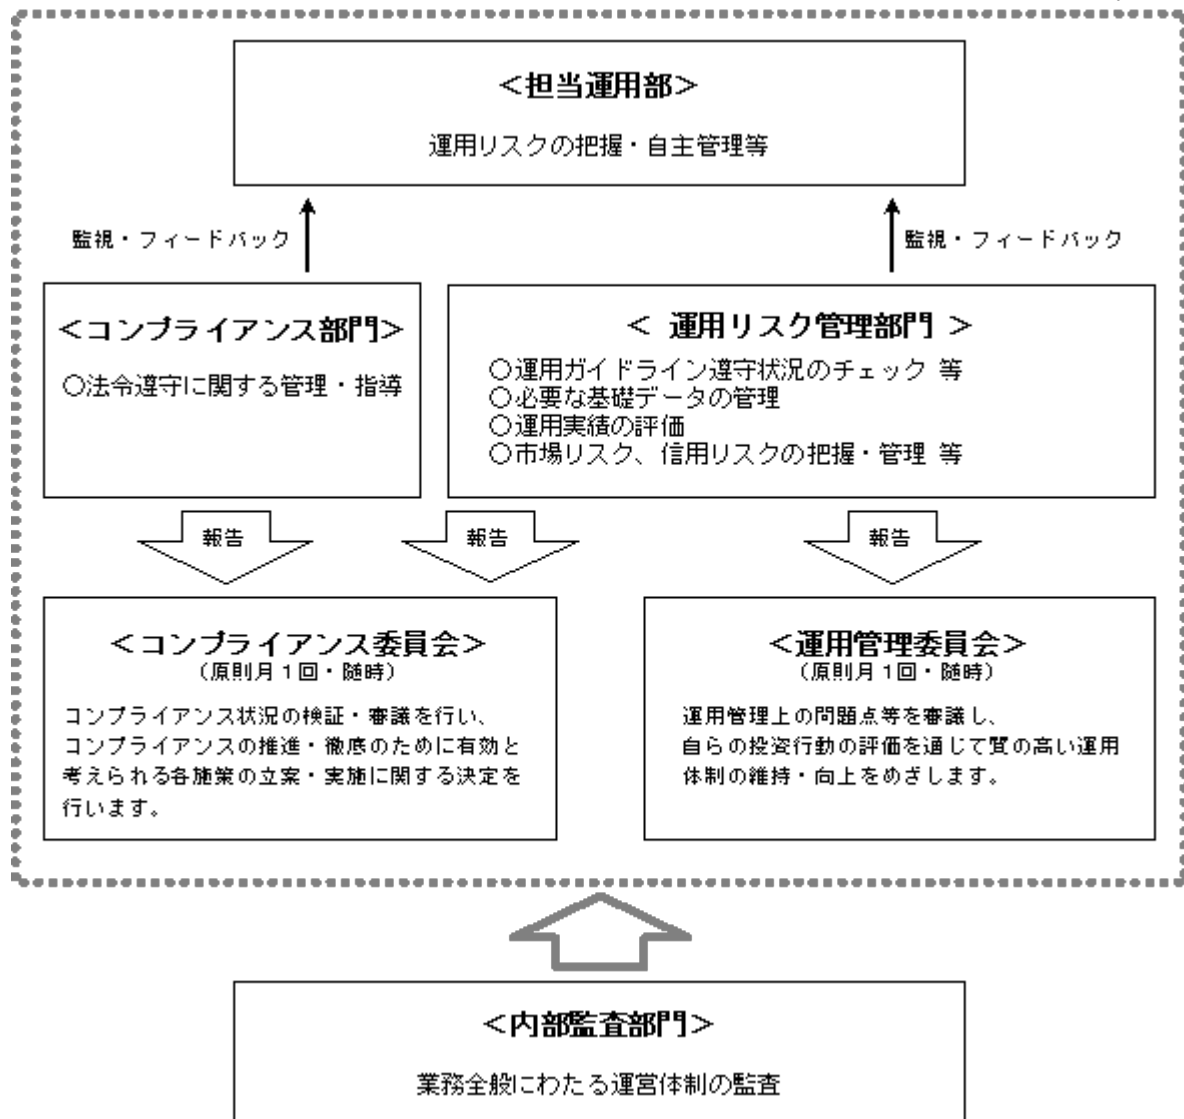 ＜担当運用部＞
運用リスクの把握・自主管理等
監視・フィードバック
監視・フィードバック
＜コンプライアンス部門＞
○法令遵守に関する管理・指導
＜ 運用リスク管理部門 ＞
○運用ガイドライン遵守状況のチェック 等
○必要な基礎データの管理
○運用実績の評価
○市場リスク、信用リスクの把握・管理 等
報告
報告
報告
＜コンプライアンス委員会＞
（原則月１回・随時）
コンプライアンス状況の検証・審議を行い、
コンプライアンスの推進・徹底のために有効と
考えられる各施策の立案・実施に関する決定を
行います。
＜運用管理委員会＞
（原則月１回・随時）
運用管理上の問題点等を審議し、
自らの投資行動の評価を通じて質の高い運用
体制の維持・向上をめざします。
＜内部監査部門＞
業務全般にわたる運営体制の監査